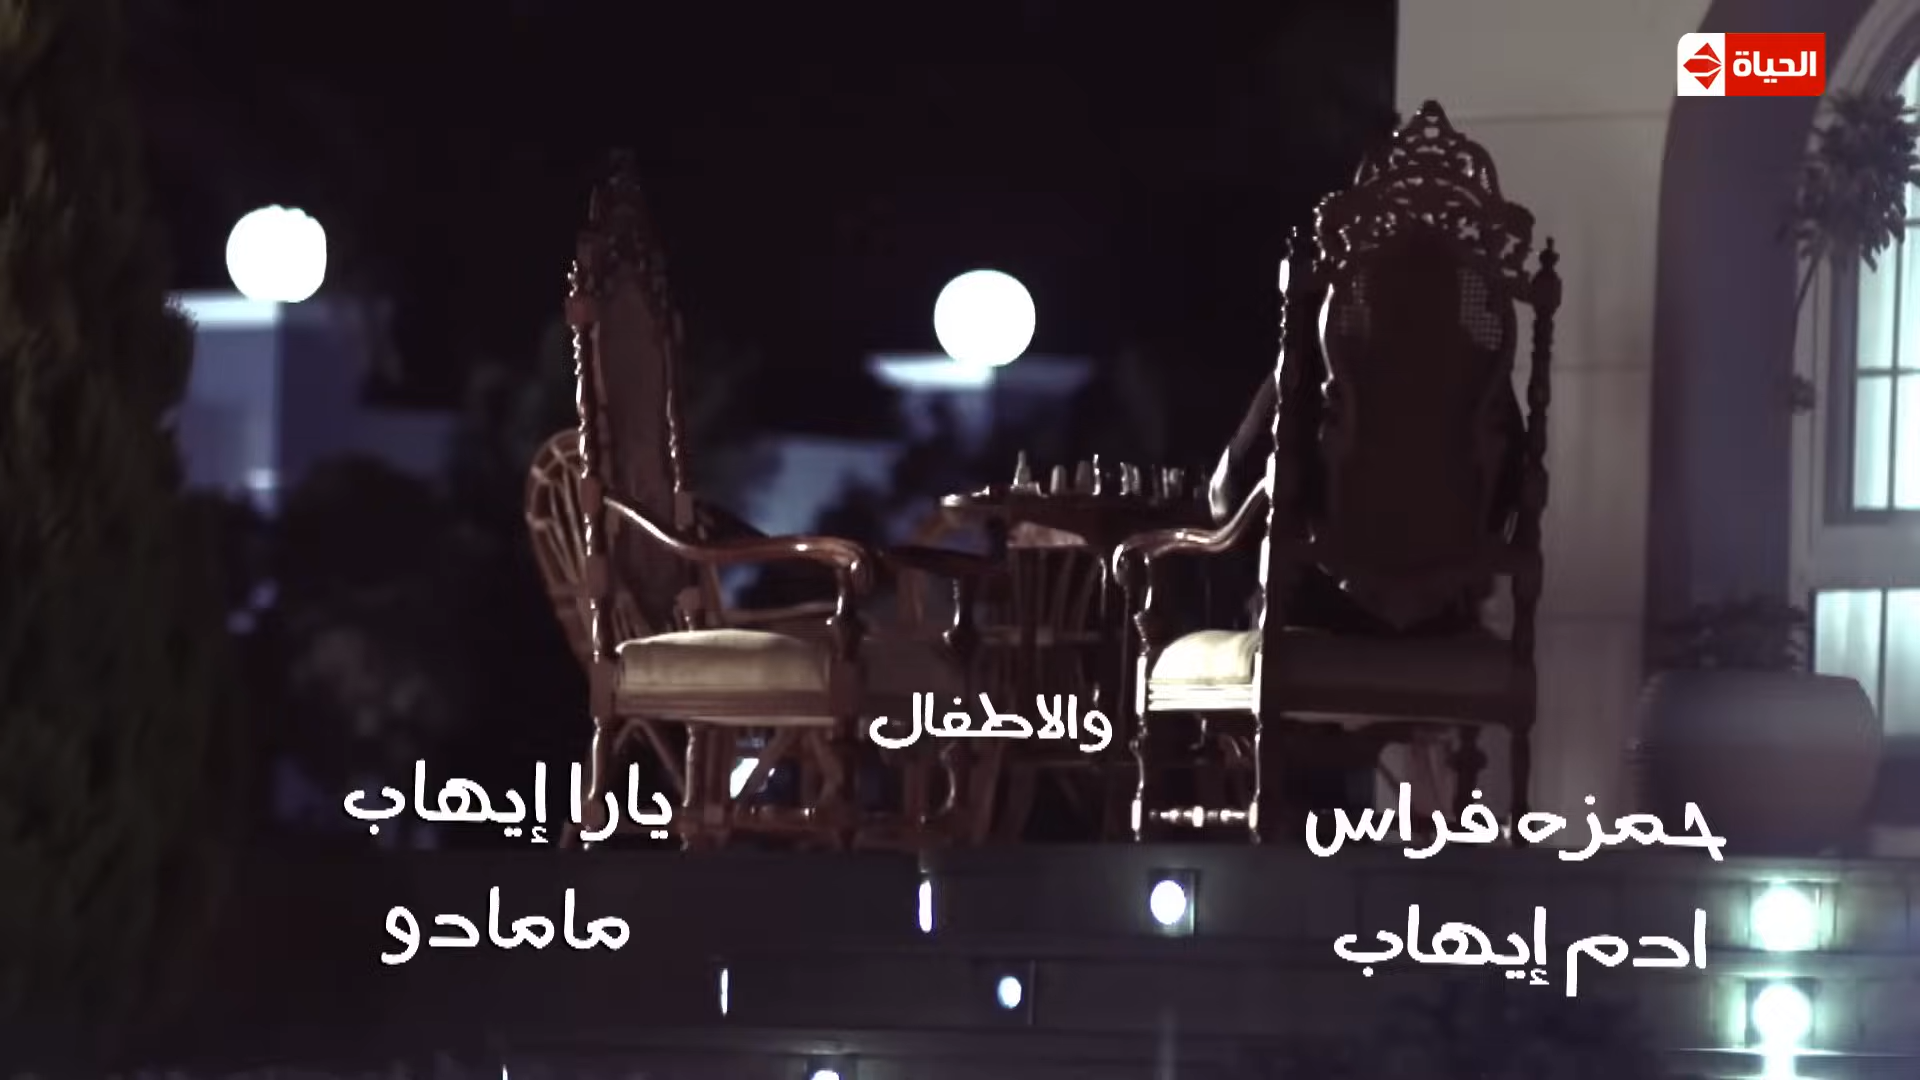 الحياة
والاطفال
حمزه فراس
يارا إيهاب
ادم إيهاب
مامادو